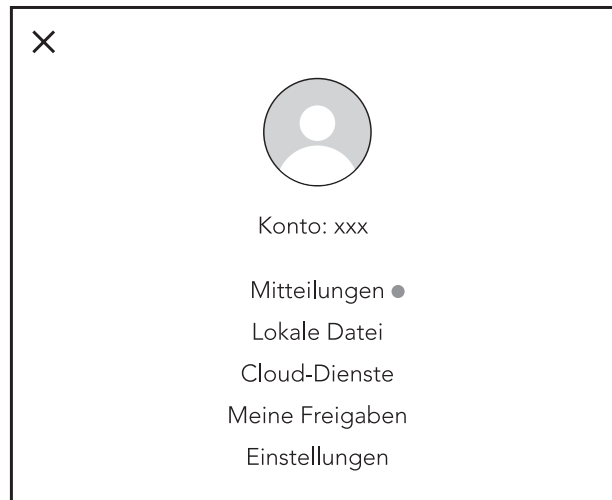 Konto: xxx
Mitteilungen
Lokale Datei
Cloud-Dienste
Meine Freigaben
Einstellungen